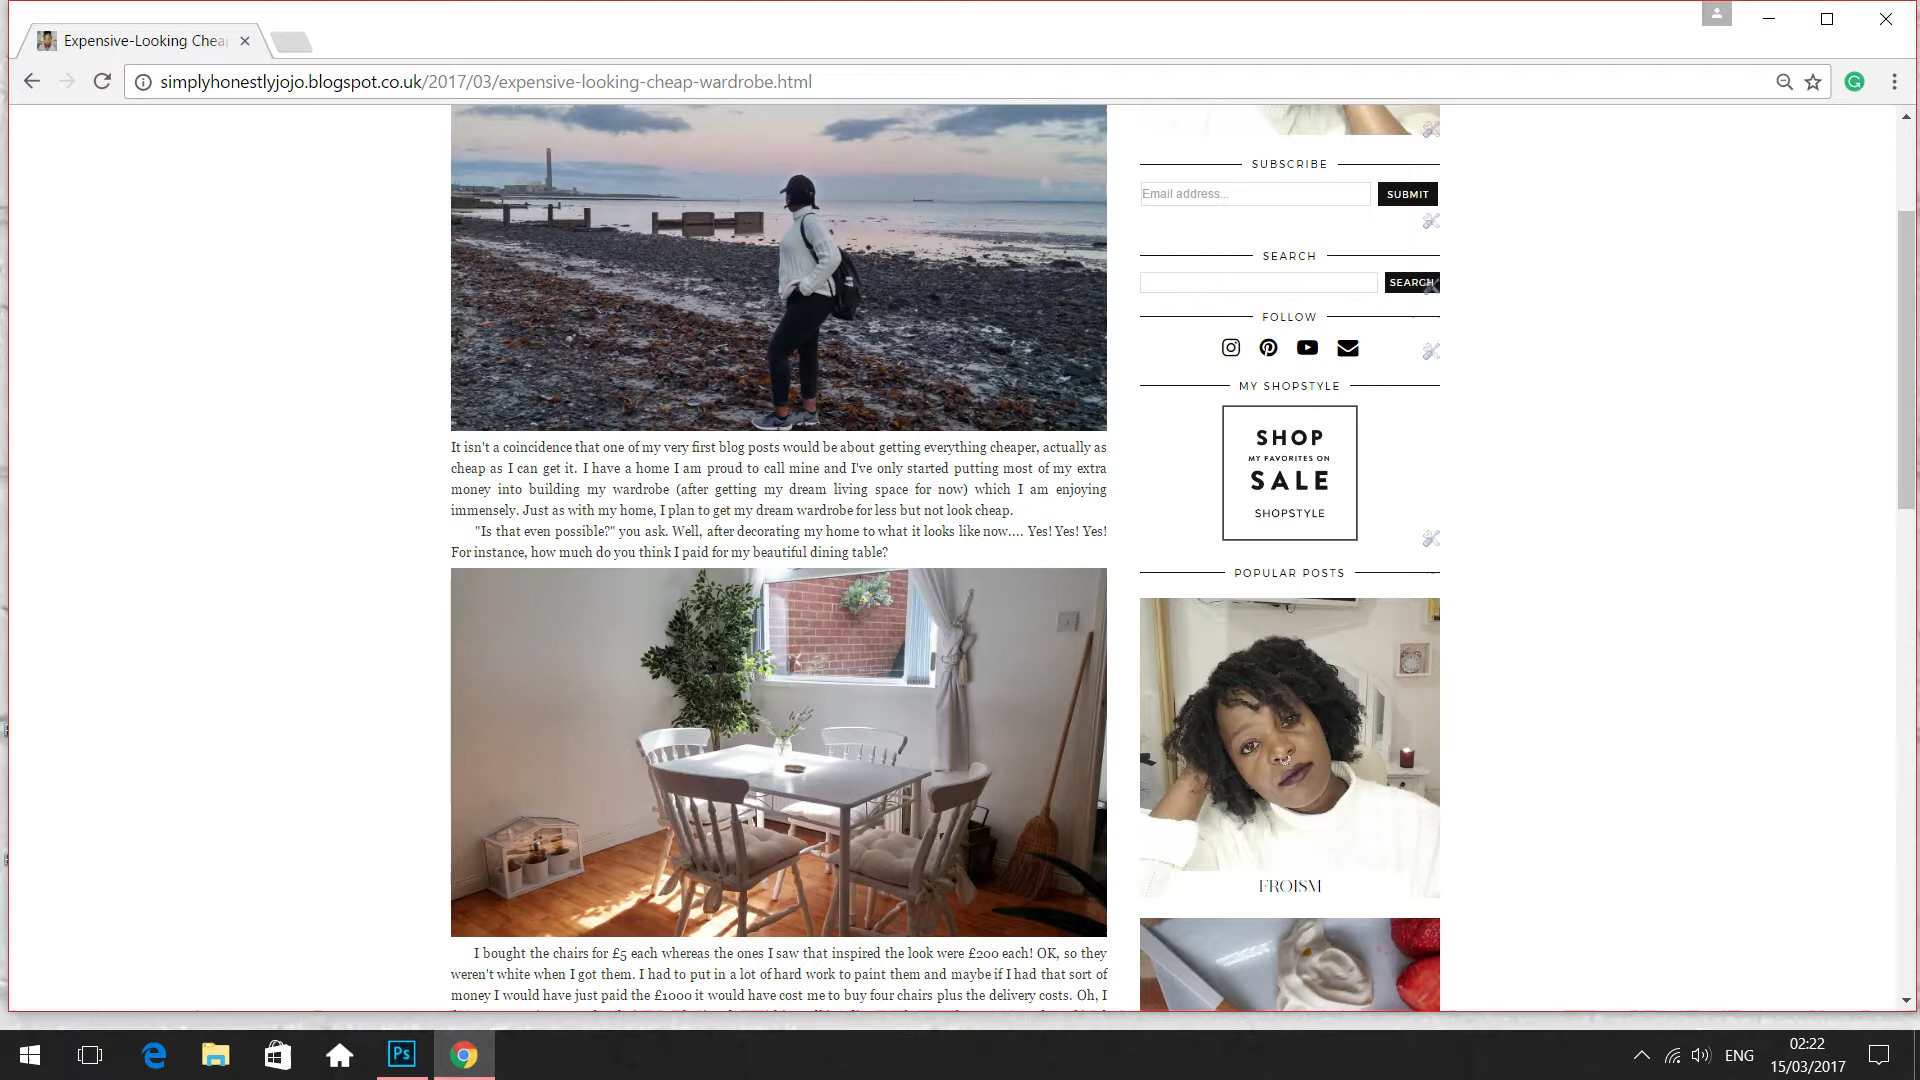 Expensive-Looking Chea
simplyhonestlyjojo.blogspot.co.uk/2017/03/expensive-looking-cheap-wardrobe.html
SUBSCRIBE
Email address...
SUBMIT
SEARCH
SEARCH
FOLLOW
MY SHOPSTYLE
SHOP
MY FAVORITES ON
SALE
SHOPSTYLE
POPULAR POSTS
FROISM
It isn't a coincidence that one of my very first blog posts would be about getting everything cheaper, actually as
cheap as I can get it. I have a home I am proud to call mine and I've only started putting most of my extra
money into building my wardrobe (after getting my dream living space for now) which I am enjoying
immensely. Just as with my home, I plan to get my dream wardrobe for less but not look cheap.
"Is that even possible?" you ask. Well, after decorating my home to what it looks like now.... Yes! Yes! Yes!
For instance, how much do you think I paid for my beautiful dining table?
I bought the chairs for £5 each whereas the ones I saw that inspired the look were £200 each! OK, so they
weren't white when I got them. I had to put in a lot of hard work to paint them and maybe if I had that sort of
money I would have just paid the £1000 it would have cost me to buy four chairs plus the delivery costs. Oh, I
Ps
ENG
02:22
15/03/2017